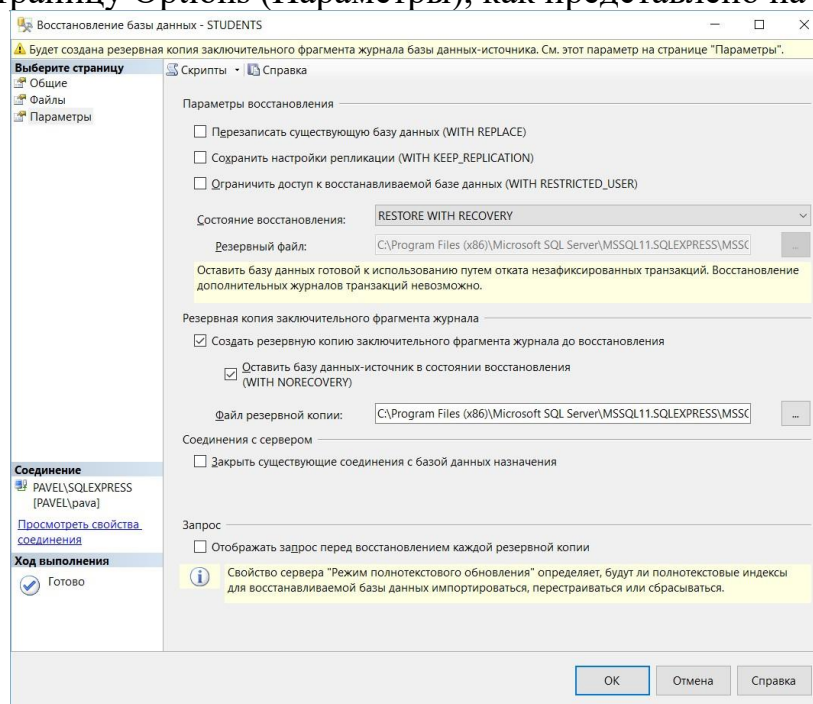 страницу Options (Параметры), как представлено на
Восстановление базы данных - STUDENTS
Будет создана резервная копия заключительного фрагмента журнала базы данных-источника. См. этот параметр на странице "Параметры".
Выберите страницу
Общие
Файлы
Параметры
Скрипты
Справка
Параметры восстановления
Перезаписать существующую базу данных (WITH REPLACE)
Сохранить настройки репликации (WITH KEEP_REPLICATION)
Ограничить доступ к восстанавливаемой базе данных (WITH RESTRICTED_USER)
Состояние восстановления: RESTORE WITH RECOVERY
Резервный файл: C:\Program Files (x86)\Microsoft SQL Server\MSSQL11.SQLEXPRESS\MSSC ...
Оставить базу данных готовой к использованию путем отката незафиксированных транзакций. Восстановление
дополнительных журналов транзакций невозможно.
Резервная копия заключительного фрагмента журнала
Создать резервную копию заключительного фрагмента журнала до восстановления
Оставить базу данных-источник в состоянии восстановления
(WITH NORECOVERY)
Файл резервной копии: C:\Program Files (x86)\Microsoft SQL Server\MSSQL11.SQLEXPRESS\MSSC ...
Соединения с сервером
Закрыть существующие соединения с базой данных назначения
Соединение
PAVEL\SQLEXPRESS
[PAVEL\pava]
Просмотреть свойства
соединения
Запрос
Отображать запрос перед восстановлением каждой резервной копии
Ход выполнения
Готово
Свойство сервера "Режим полнотекстового обновления" определяет, будут ли полнотекстовые индексы
для восстанавливаемой базы данных импортироваться, перестраиваться или сбрасываться.
ОК
Отмена
Справка